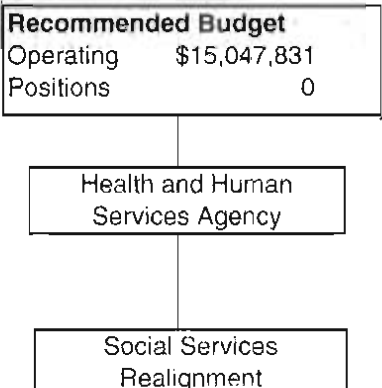 Recommended Budget
Operating $15,047,831
Positions 0
Health and Human
Services Agency
Social Services
Realignment